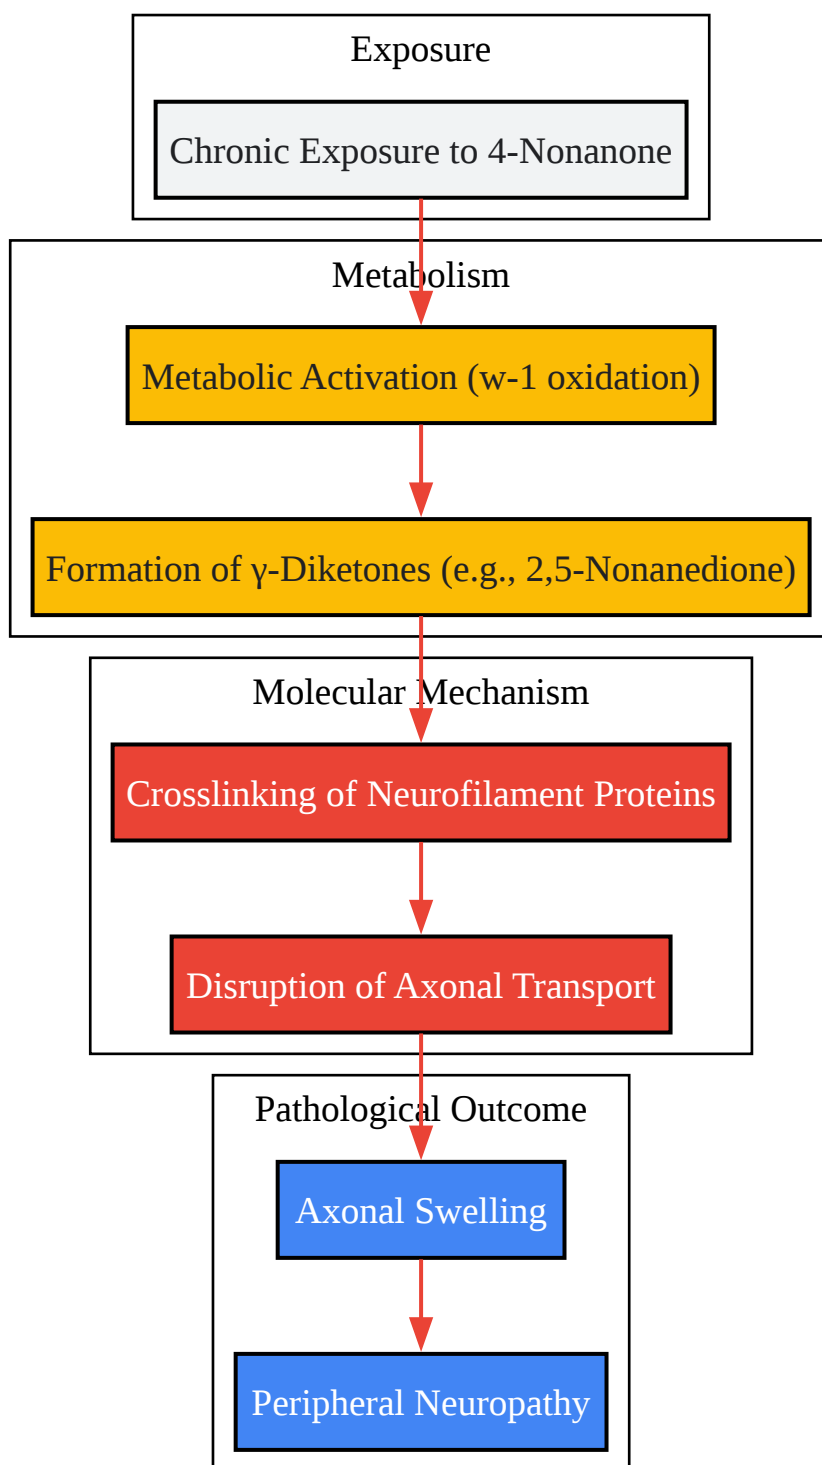 Exposure
Chronic Exposure to 4-Nonanone
Metabolism
Metabolic Activation (w-1 oxidation)
Formation of γ-Diketones (e.g., 2,5-Nonanedione)
Molecular Mechanism
Crosslinking of Neurofilament Proteins
Disruption of Axonal Transport
Pathological Outcome
Axonal Swelling
Peripheral Neuropathy